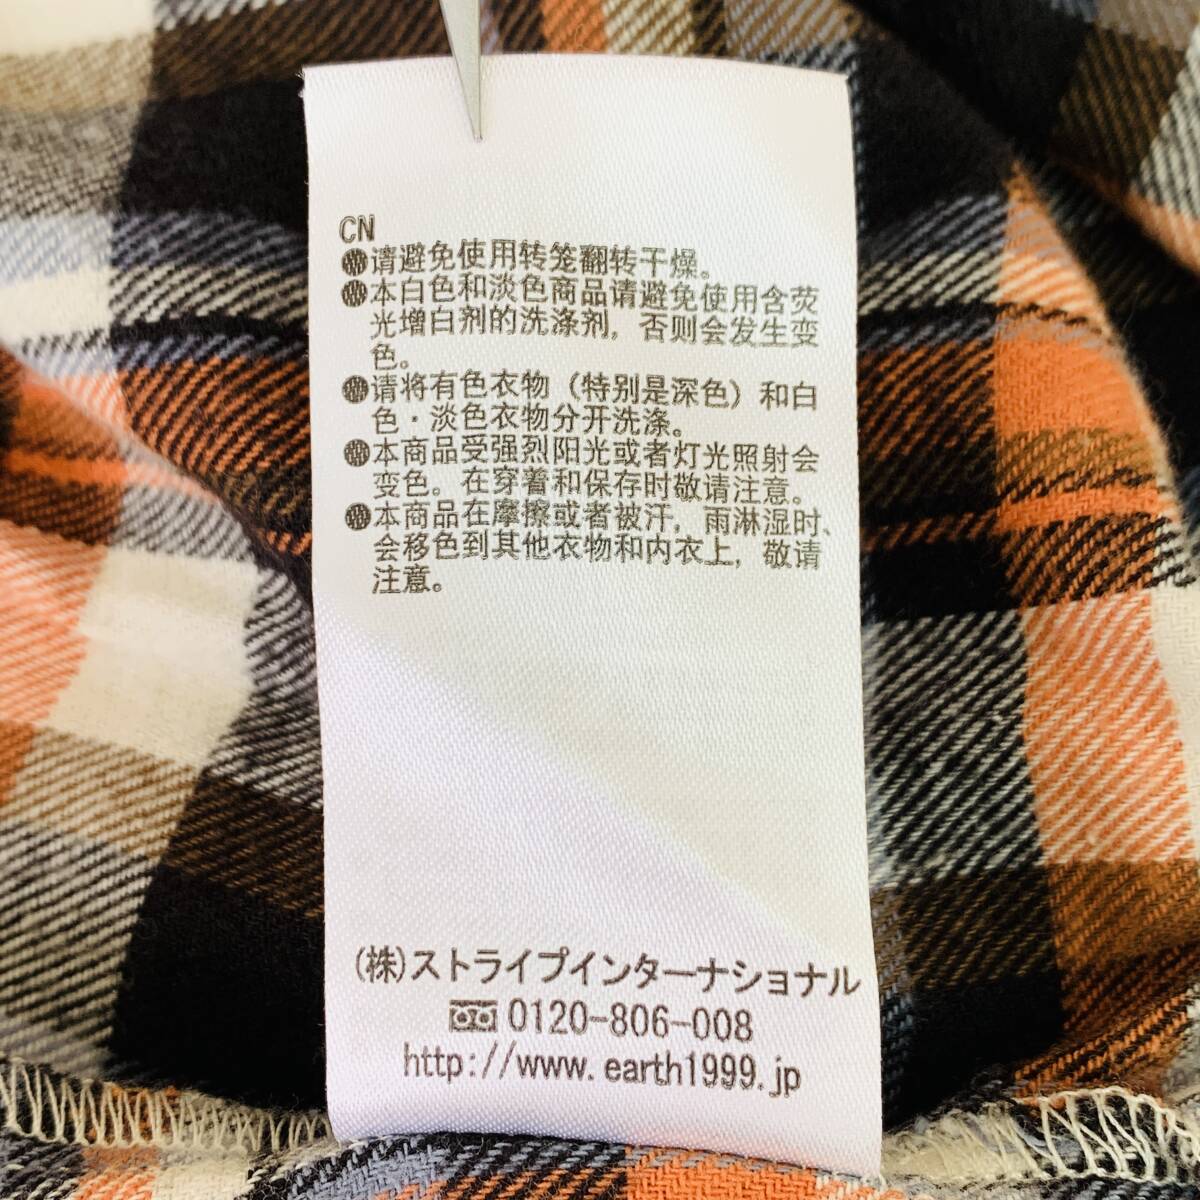 CN
●请避免使用转笼翻转干燥。
●本白色和淡色商品请避免使用含荧
光增白剂的洗涤剂，否则会发生变
色。
●请将有色衣物（特别是深色）和白
色・淡色衣物分开洗涤。
●本商品受强烈阳光或者灯光照射会
变色。在穿着和保存时敬请注意。
●本商品在摩擦或者被汗，雨淋湿时、
会移色到其他衣物和内衣上，敬请
注意。
(株)ストライプインターナショナル
0120-806-008
http://www.earth1999.jp